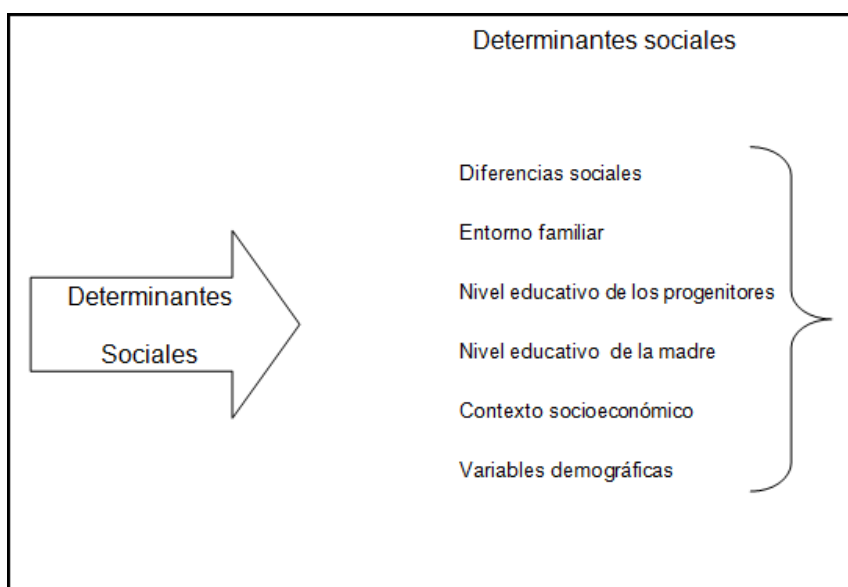 Determinantes sociales
Diferencias sociales
Entorno familiar
Nivel educativo de los progenitores
Determinantes
Sociales
Nivel educativo de la madre
Contexto socioeconómico
Variables demográficas